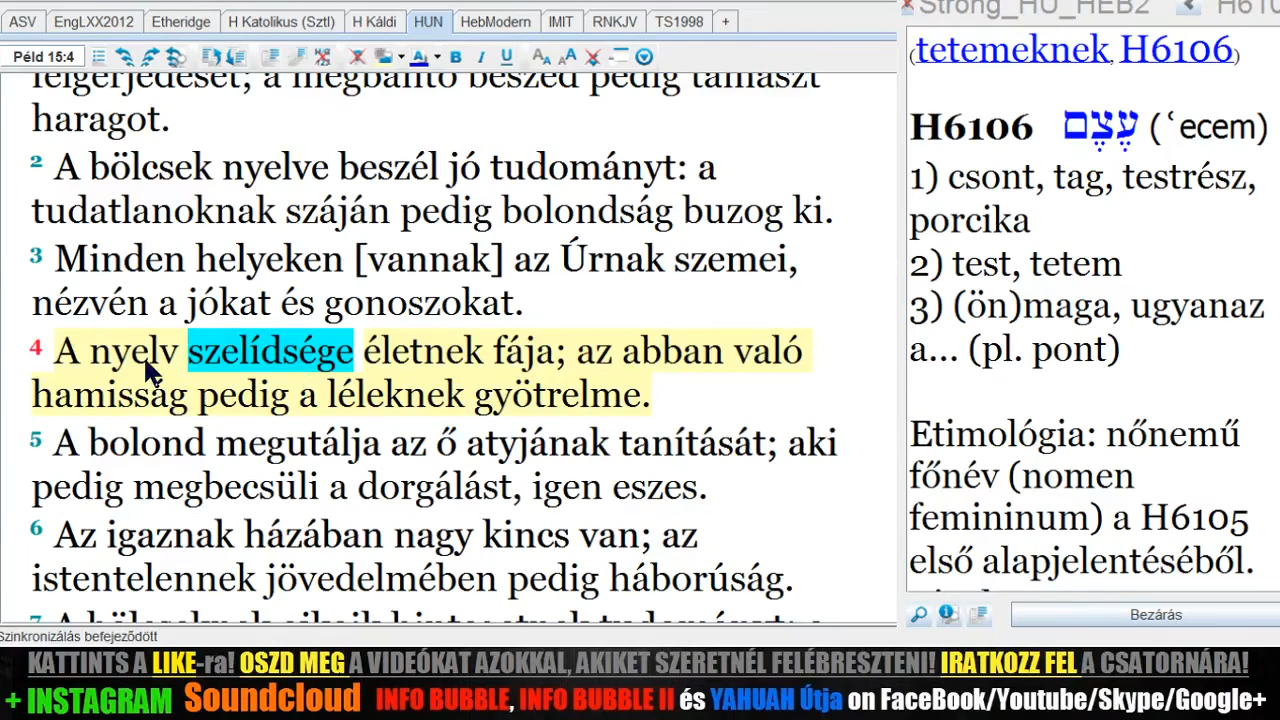 ASV EngLXX2012 Etheridge H Katolikus (Sztl) H Káldi HUN HebModern IMIT RNKJV TS1998 +
Strong_HU_HEB2
Péld 15:4
felgerjedését; a megbántó beszéd pedig támaszt
haragot.
2 A bölcsek nyelve beszél jó tudományt: a
tudatlanoknak száján pedig bolondság buzog ki.
3 Minden helyeken [vannak] az Úrnak szemei,
nézvén a jókat és gonoszokat.
4 A nyelv szelídsége életnek fája; az abban való
hamisság pedig a léleknek gyötrelme.
5 A bolond megutálja az ő atyjának tanítását; aki
pedig megbecsüli a dorgálást, igen eszes.
6 Az igaznak házában nagy kincs van; az
istentelennek jövedelmében pedig háborúság.
Szinkronizálás befejeződött
(tetemeknek, H6106)
H6106 עֶצֶם (ʿecem)
1) csont, tag, testrész,
porcika
2) test, tetem
3) (ön)maga, ugyanaz
a... (pl. pont)
Etimológia: nőnemű
főnév (nomen
femininum) a H6105
első alapjelentéséből.
Bezárás
KATTINTS A LIKE-ra! OSZD MEG A VIDEÓKAT AZOKKAL, AKIKET SZERETNÉL FELÉBRESZTENI! IRATKOZZ FEL A CSATORNÁRA!
+ INSTAGRAM Soundcloud INFO BUBBLE, INFO BUBBLE II és YAHUAH Útja on FaceBook/Youtube/Skype/Google+